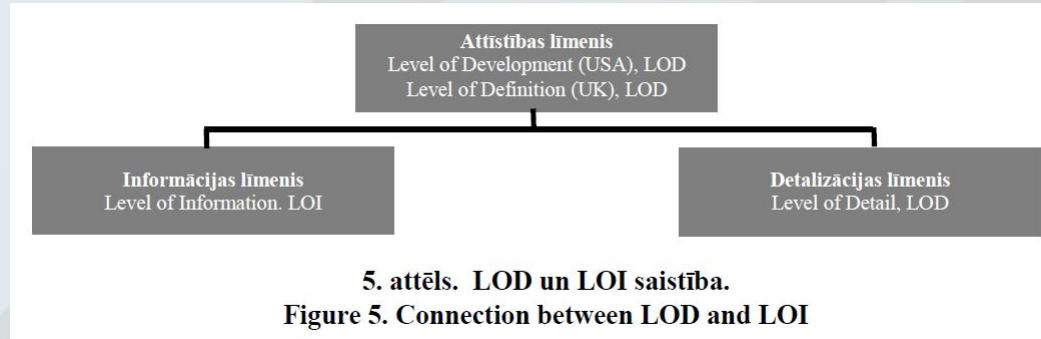 Attīstības līmenis
Level of Development (USA), LOD
Level of Definition (UK), LOD
Informācijas līmenis
Level of Information. LOI
Detalizācijas līmenis
Level of Detail, LOD
5. attēls. LOD un LOI saistība.
Figure 5. Connection between LOD and LOI